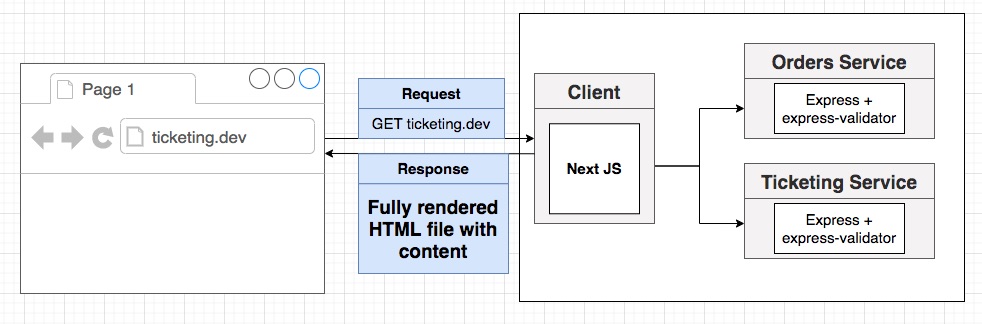 Page 1
ticketing.dev
Request
GET ticketing.dev
Response
Fully rendered
HTML file with
content
Client
Next JS
Orders Service
Express +
express-validator
Ticketing Service
Express +
express-validator